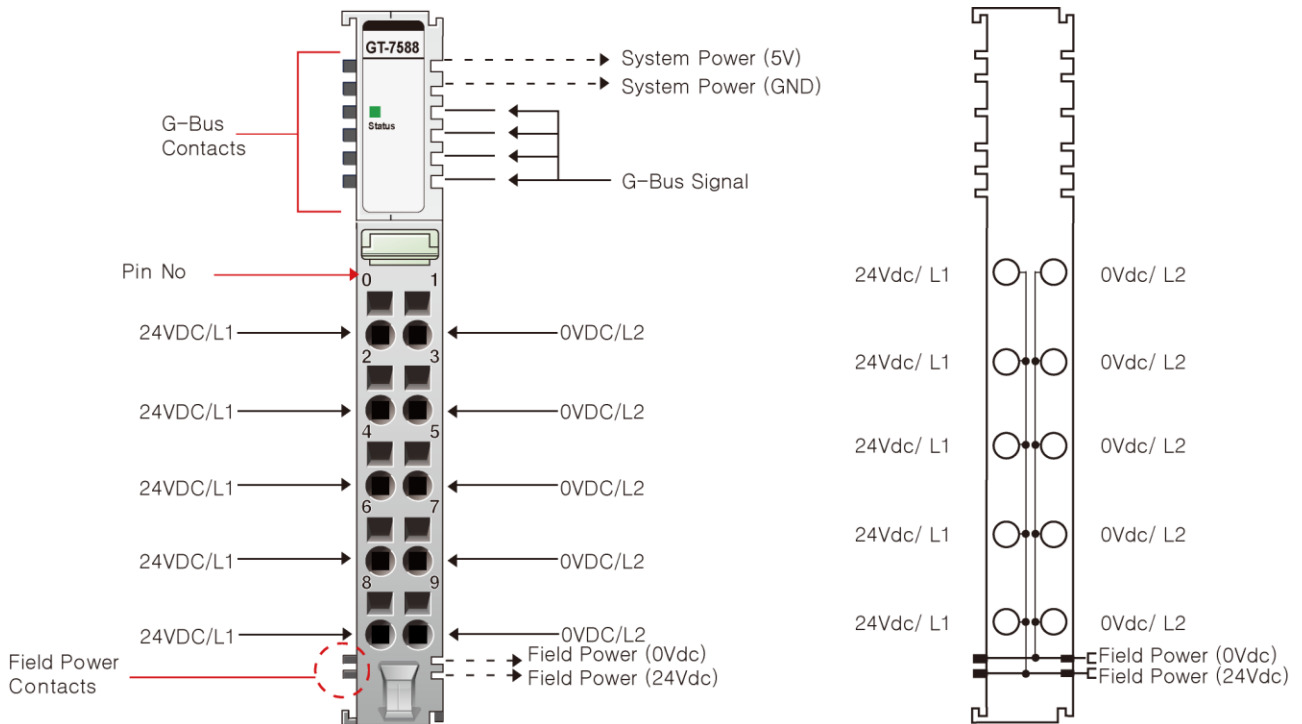 GT-7588
Status
System Power (5V)
System Power (GND)
G-Bus
Contacts
G-Bus Signal
Pin No
0 1
24VDC/L1 0VDC/L2
2 3
24VDC/L1 0VDC/L2
4 5
24VDC/L1 0VDC/L2
6 7
24VDC/L1 0VDC/L2
8 9
24VDC/L1 0VDC/L2
Field Power
Contacts
Field Power (0Vdc)
Field Power (24Vdc)
24Vdc/ L1 0Vdc/ L2
24Vdc/ L1 0Vdc/ L2
24Vdc/ L1 0Vdc/ L2
24Vdc/ L1 0Vdc/ L2
24Vdc/ L1 0Vdc/ L2
Field Power (0Vdc)
Field Power (24Vdc)